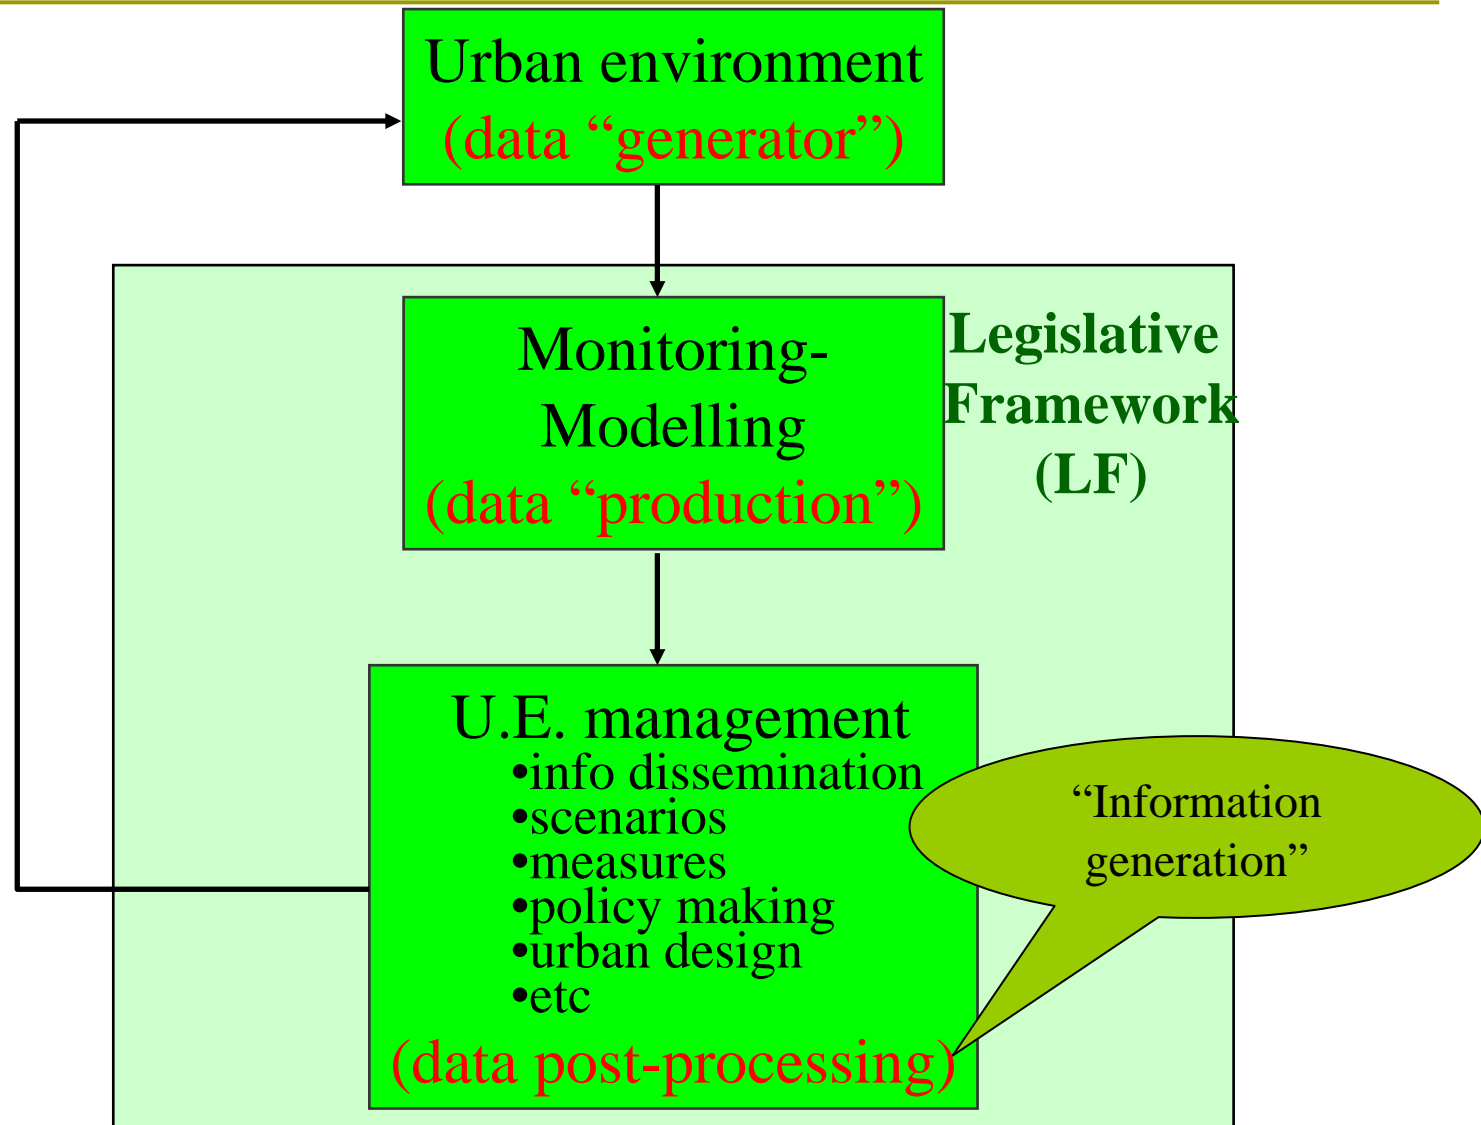 Urban environment
(data “generator”)
Monitoring-
Modelling
(data “production”)
Legislative
Framework
(LF)
U.E. management
•info dissemination
•scenarios
•measures
•policy making
•urban design
•etc
(data post-processing)
“Information
generation”